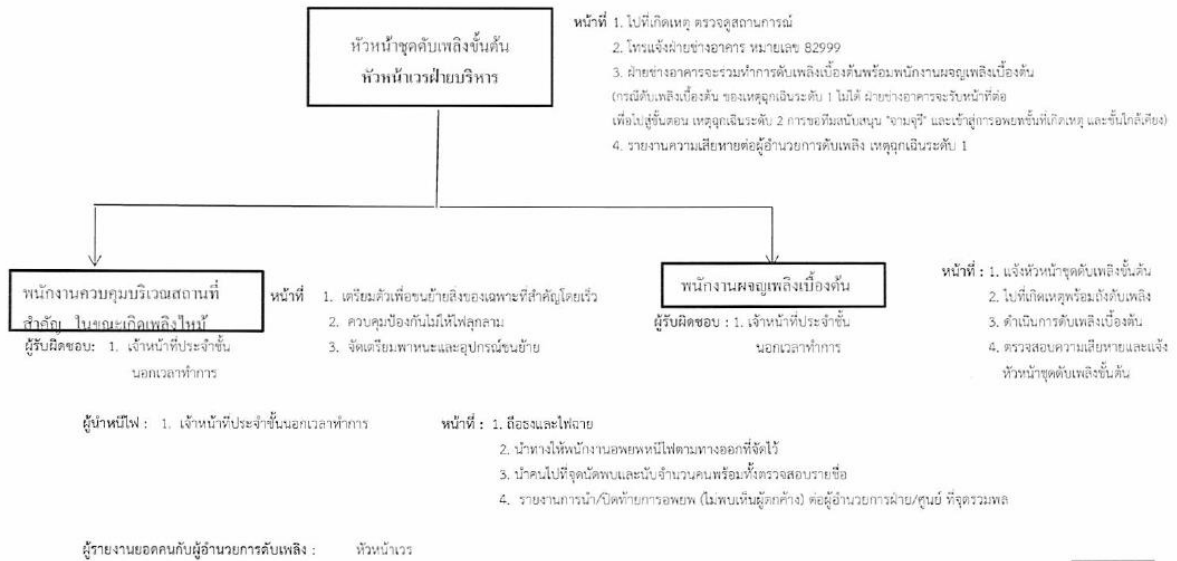 หัวหน้าชุดดับเพลิงขั้นต้น
หัวหน้าเวรฝ่ายบริหาร
หน้าที่ 1. ไปที่เกิดเหตุ ตรวจดูสถานการณ์
2. โทรแจ้งฝ่ายช่างอาคาร หมายเลข 82999
3. ฝ่ายช่างอาคารจะรวมทำการดับเพลิงเบื้องต้นพร้อมพนักงานผจญเพลิงเบื้องต้น
(กรณีดับเพลิงเบื้องต้น ของเหตุฉุกเฉินระดับ 1 ไม่ได้ ฝ่ายช่างอาคารจะรับหน้าที่ต่อ
เพื่อไปสู่ขั้นตอน เหตุฉุกเฉินระดับ 2 การขอทีมสนับสนุน "จามจุรี" และเข้าสู่การอพยพชั้นที่เกิดเหตุ และชั้นใกล้เคียง)
4. รายงานความเสียหายต่อผู้อำนวยการดับเพลิง เหตุฉุกเฉินระดับ 1
พนักงานควบคุมบริเวณสถานที่
สำคัญ ในขณะเกิดเพลิงไหม้
ผู้รับผิดชอบ: 1. เจ้าหน้าที่ประจำชั้น
นอกเวลาทำการ
หน้าที่ 1. เตรียมตัวเพื่อขนย้ายสิ่งของเฉพาะที่สำคัญโดยเร็ว
2. ควบคุมป้องกันไม่ให้ไฟลุกลาม
3. จัดเตรียมพาหนะและอุปกรณ์ขนย้าย
พนักงานผจญเพลิงเบื้องต้น
ผู้รับผิดชอบ : 1. เจ้าหน้าที่ประจำชั้น
นอกเวลาทำการ
หน้าที่ : 1. แจ้งหัวหน้าชุดดับเพลิงขั้นต้น
2. ไปที่เกิดเหตุพร้อมถังดับเพลิง
3. ดำเนินการดับเพลิงเบื้องต้น
4. ตรวจสอบความเสียหายและแจ้ง
หัวหน้าชุดดับเพลิงขั้นต้น
ผู้นำหนีไฟ : 1. เจ้าหน้าที่ประจำชั้นนอกเวลาทำการ
หน้าที่ : 1. ถือธงและไฟฉาย
2. นำทางให้พนักงานอพยพหนีไฟตามทางออกที่จัดไว้
3. นำคนไปที่จุดนัดพบและนับจำนวนคนพร้อมทั้งตรวจสอบรายชื่อ
4. รายงานการนำ/ปิดท้ายการอพยพ (ไม่พบเห็นผู้ตกค้าง) ต่อผู้อำนวยการฝ่าย/ศูนย์ ที่จุดรวมพล
ผู้รายงานยอดคนกับผู้อำนวยการดับเพลิง : หัวหน้าเวร